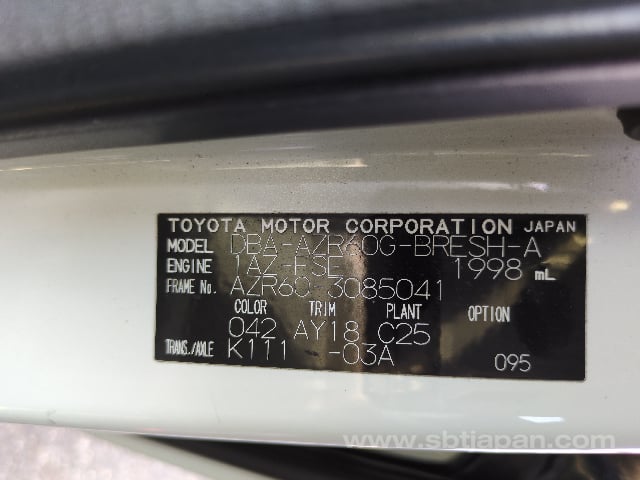 TOYOTA MOTOR CORPORATION JAPAN
MODEL DBA-AZR60G-BRESH-A
ENGINE 1AZ-FSE 1998 mL
FRAME No. AZR60-3085041
COLOR TRIM PLANT OPTION
042 AY18 C25
TRANS./AXLE K111 -03A 095
www.sbtjapan.com